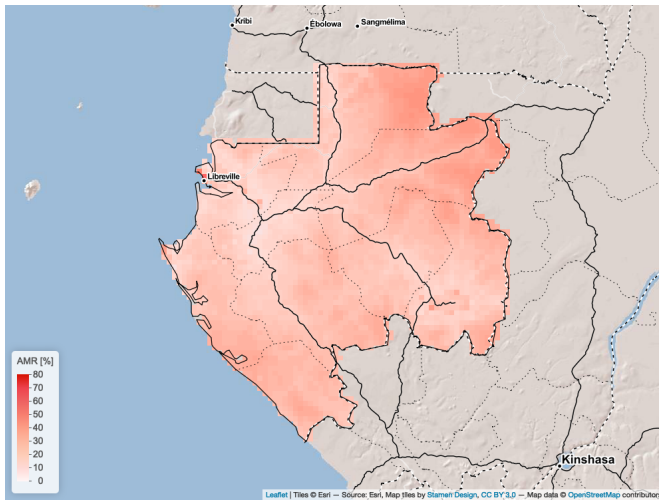 Kribi
Ébolowa
Sangmélima
Libreville
AMR [%]
80
70
60
50
40
30
20
10
0
Kinshasa
Leaflet | Tiles © Esri — Source: Esri, Map tiles by Stamen Design, CC BY 3.0 — Map data © OpenStreetMap contributor